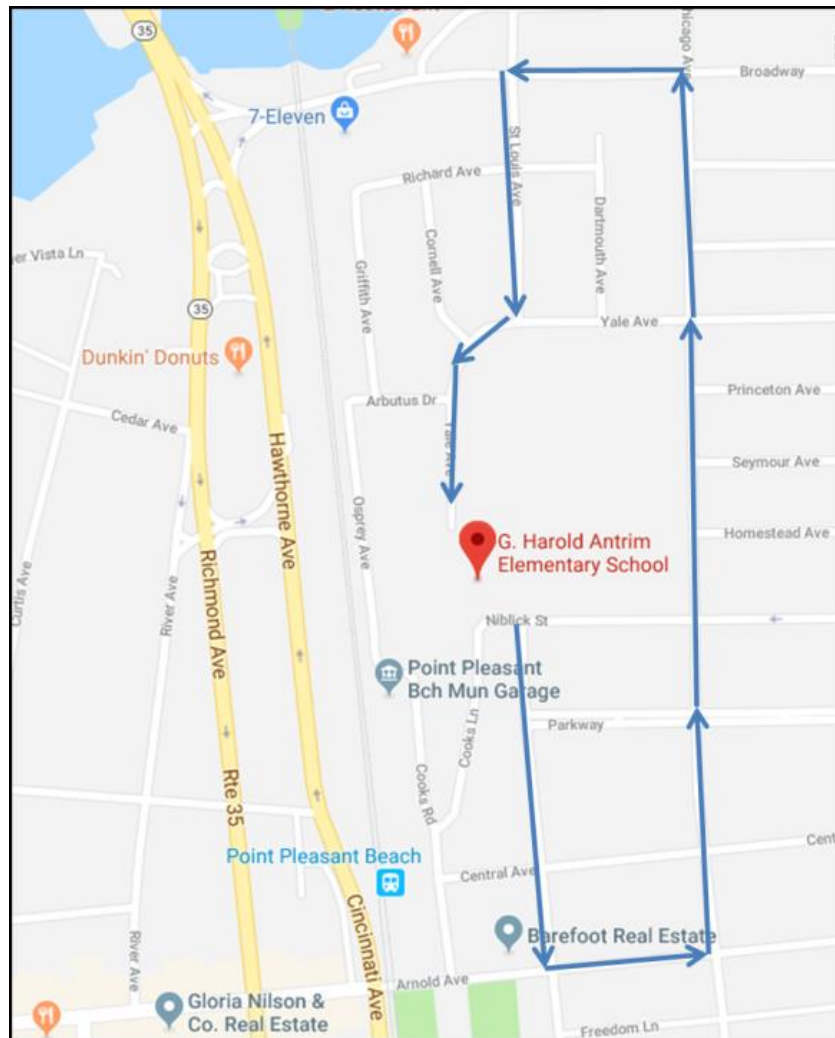 35
Broadway
7-Eleven
St Louis Ave
Richard Ave
Dartmouth Ave
Cornell Ave
Griffith Ave
er Vista Ln
35
Yale Ave
Dunkin' Donuts
Princeton Ave
Arbutus Dr
Cedar Ave
Yale Ave
Hawthorne Ave
Seymour Ave
Osprey Ave
Homestead Ave
G. Harold Antrim
Elementary School
Richmond Ave
Curtis Ave
River Ave
Niblick St
Point Pleasant
Bch Mun Garage
Parkway
Cooks Ln
Rte 35
Cooks Rd
Cent
Point Pleasant Beach
Central Ave
Cincinnati Ave
Barefoot Real Estate
River Ave
Arnold Ave
Gloria Nilson &
Co. Real Estate
Freedom Ln